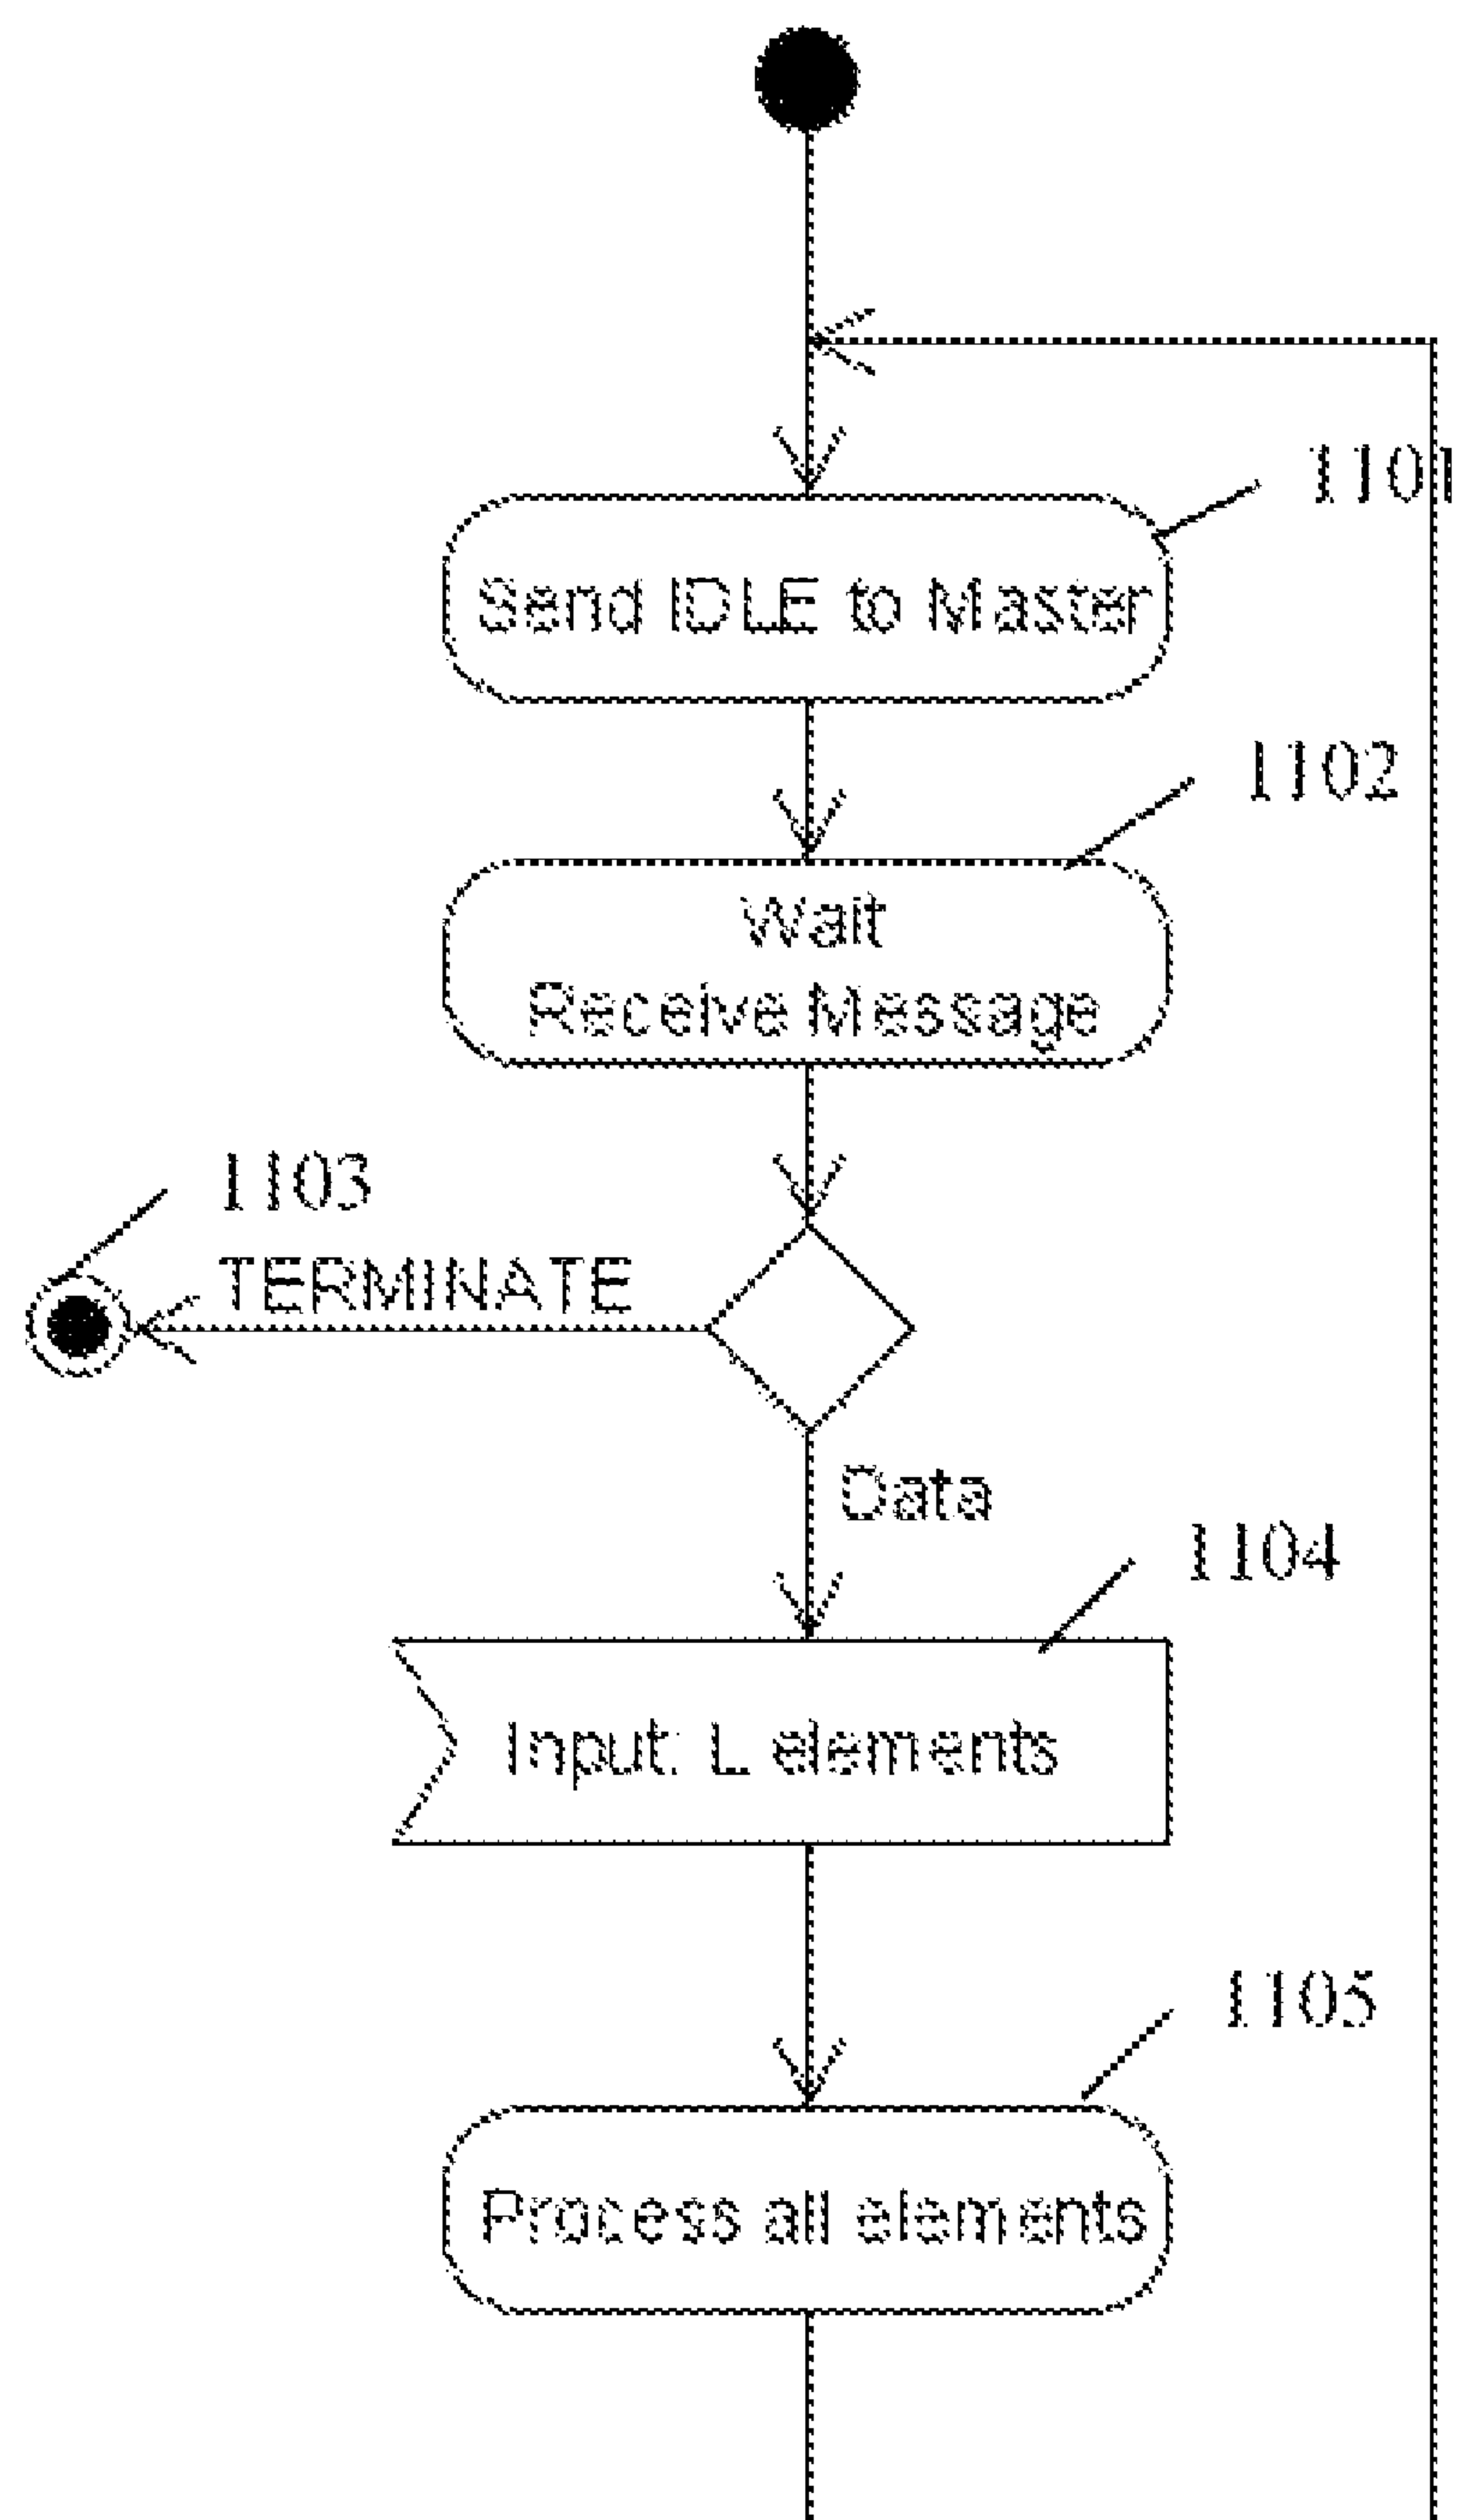 1101
Send IDLE to Master
1102
Wait
Receive Message
1103
TERMINATE
Data
1104
Input: L elements
1105
Process all elements